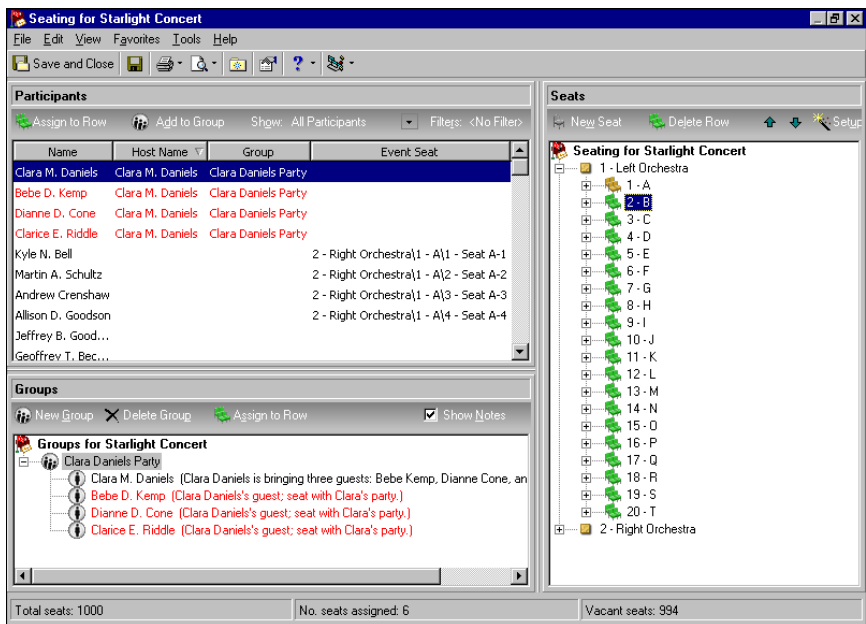 Seating for Starlight Concert
File Edit View Favorites Tools Help
Save and Close
Participants
Assign to Row Add to Group Show: All Participants Filters: <No Filter>
Name Host Name Group Event Seat
Clara M. Daniels Clara M. Daniels Clara Daniels Party
Bebe D. Kemp Clara M. Daniels Clara Daniels Party
Dianne D. Cone Clara M. Daniels Clara Daniels Party
Clarice E. Riddle Clara M. Daniels Clara Daniels Party
Kyle N. Bell 2 - Right Orchestra\1 - A\1 - Seat A-1
Martin A. Schultz 2 - Right Orchestra\1 - A\2 - Seat A-2
Andrew Crenshaw 2 - Right Orchestra\1 - A\3 - Seat A-3
Allison D. Goodson 2 - Right Orchestra\1 - A\4 - Seat A-4
Jeffrey B. Good...
Geoffrey T. Bec...
Groups
New Group Delete Group Assign to Row Show Notes
Groups for Starlight Concert
Clara Daniels Party
Clara M. Daniels (Clara Daniels is bringing three guests: Bebe Kemp, Dianne Cone, an
Bebe D. Kemp (Clara Daniels's guest; seat with Clara's party.)
Dianne D. Cone (Clara Daniels's guest; seat with Clara's party.)
Clarice E. Riddle (Clara Daniels's guest; seat with Clara's party.)
Seats
New Seat Delete Row Setup
Seating for Starlight Concert
1 - Left Orchestra
1 - A
2 - B
3 - C
4 - D
5 - E
6 - F
7 - G
8 - H
9 - I
10 - J
11 - K
12 - L
13 - M
14 - N
15 - O
16 - P
17 - Q
18 - R
19 - S
20 - T
2 - Right Orchestra
Total seats: 1000 No. seats assigned: 6 Vacant seats: 994